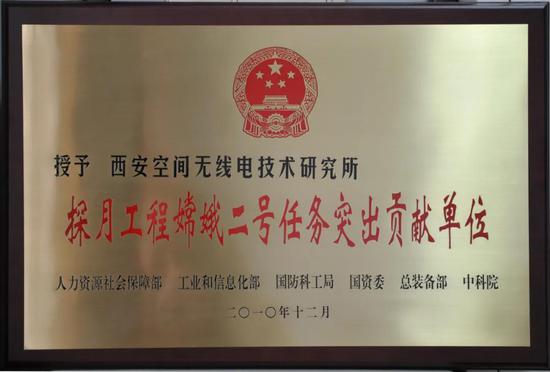 授予 西安空间无线电技术研究所
探月工程嫦娥二号任务突出贡献单位
人力资源社会保障部 工业和信息化部 国防科工局 国资委 总装备部 中科院
二〇一〇年十二月